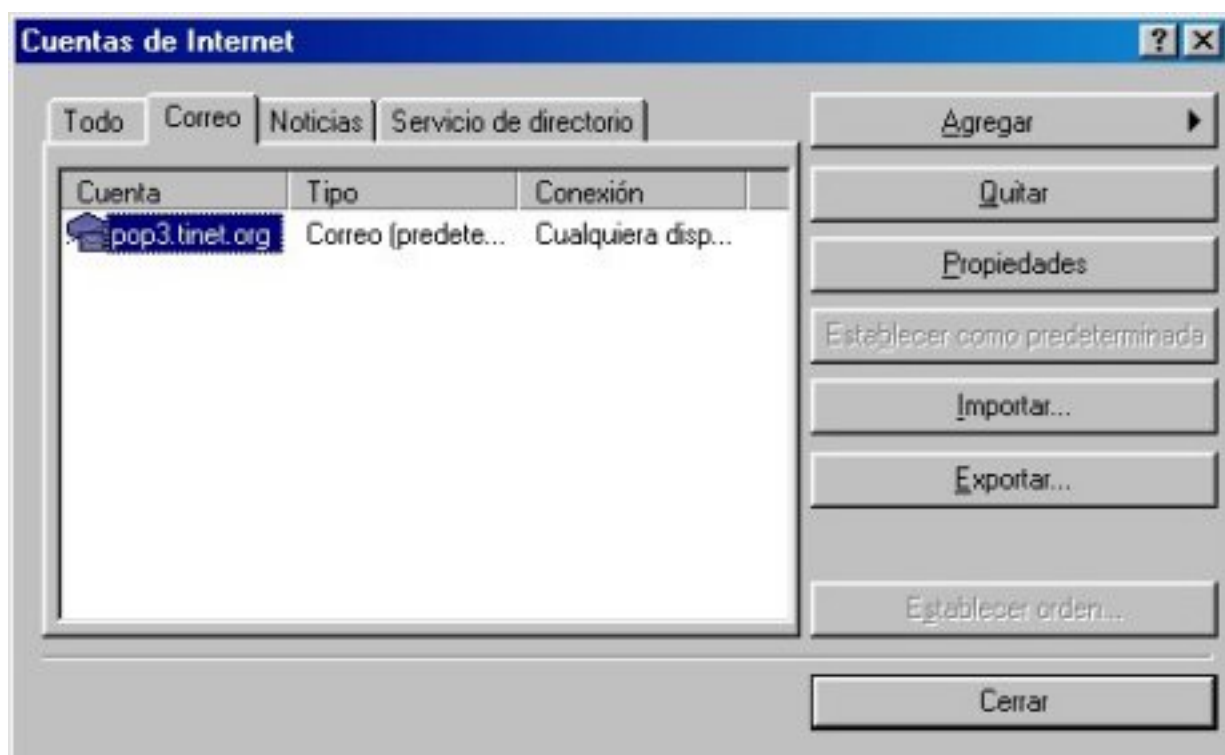 Cuentas de Internet
Todo Correo Noticias Servicio de directorio
Cuenta Tipo Conexión
pop3.tinet.org Correo (predete... Cualquiera disp...
Agregar
Quitar
Propiedades
Establecer como predeterminada
Importar...
Exportar...
Establecer orden...
Cerrar